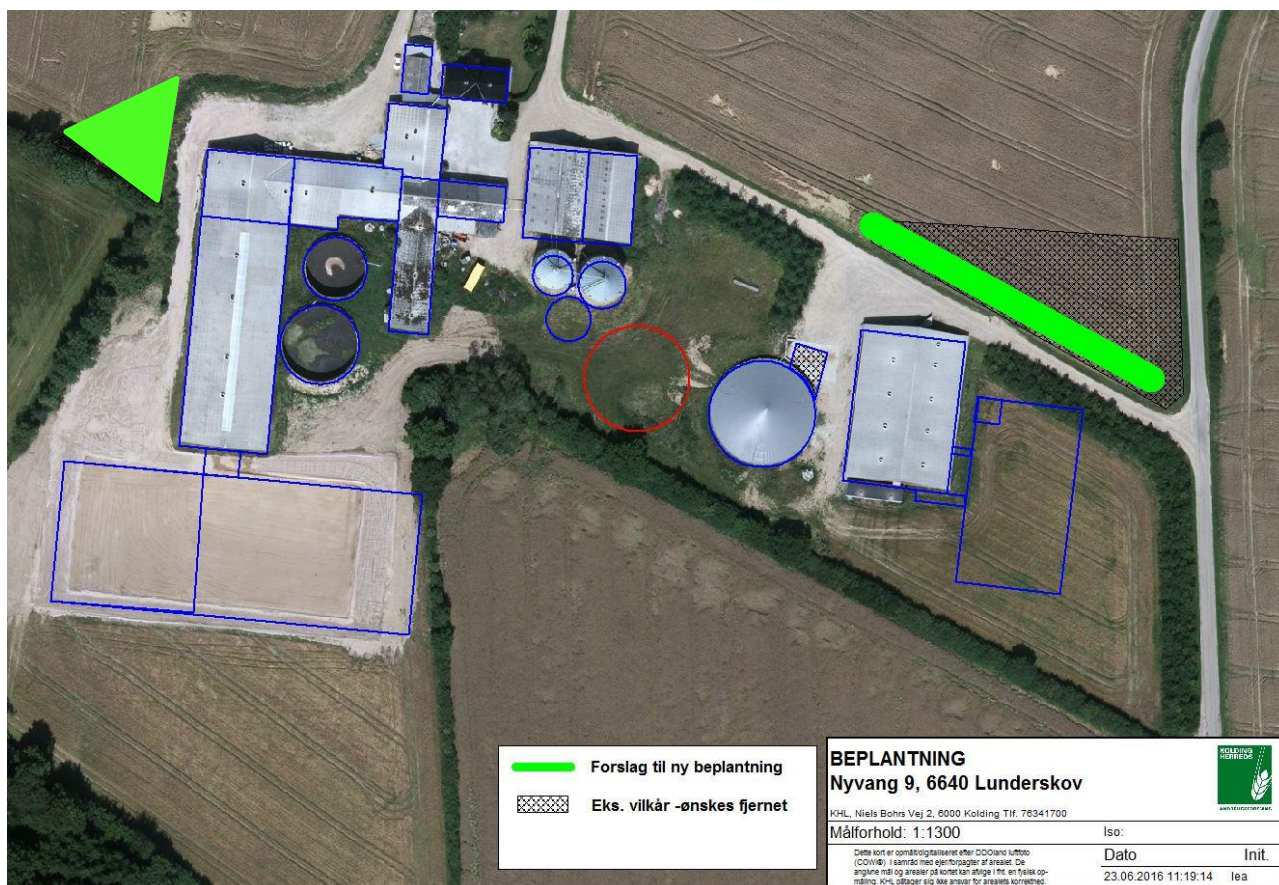 Forslag til ny beplantning
Eks. vilkår -ønskes fjernet
BEPLANTNING
Nyvang 9, 6640 Lunderskov
KOLDING
HERREDS
LANDBRUGSFORENING
KHL, Niels Bohrs Vej 2, 6000 Kolding Tlf. 76341700
Målforhold: 1:1300
Iso:
Dette kort er opmålt/digitaliseret efter DDOland luftfoto
(COWI®) i samråd med ejer/forpagter af arealet. De
angivne mål og arealer på kortet kan afvige i fht. en fysisk op-
måling. KHL påtager sig ikke ansvar for arealets korrekthed.
Dato
Init.
23.06.2016 11:19:14
lea